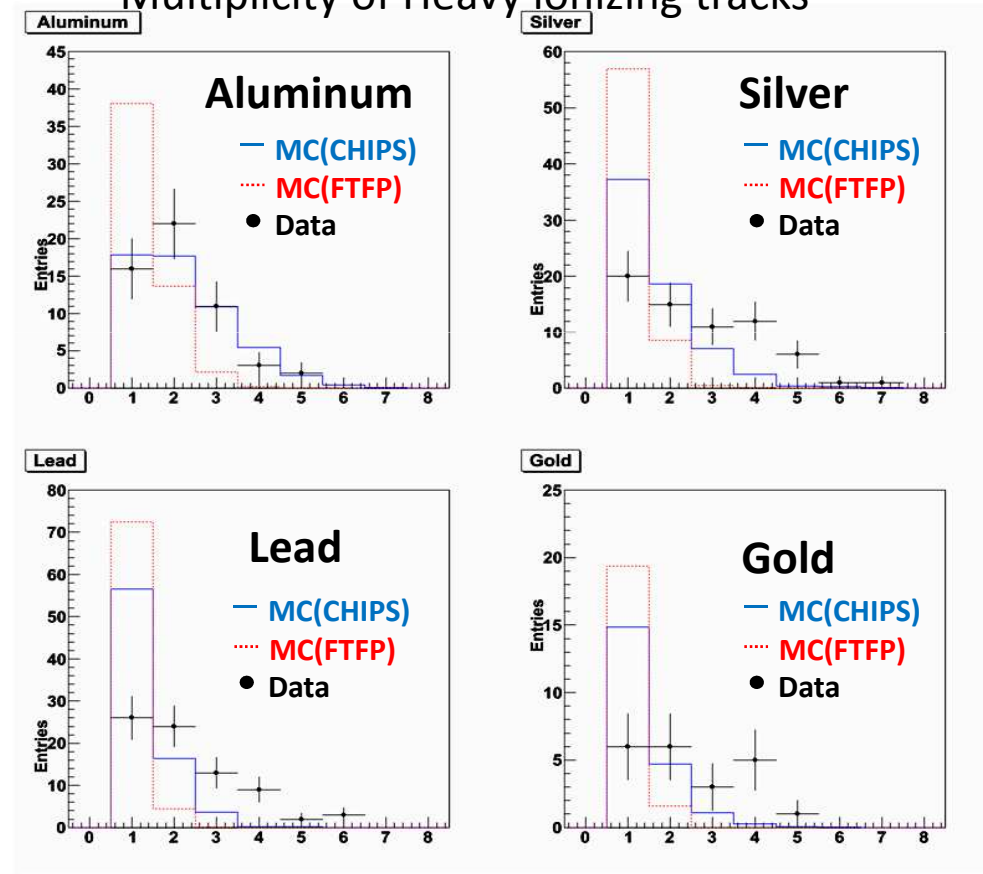 Multiplicity of Heavy Ionizing tracks
Aluminum
Silver
45
40
35
30
25
20
15
10
5
0
Entries
Aluminum
MC(CHIPS)
MC(FTFP)
Data
0 1 2 3 4 5 6 7 8
60
50
40
30
20
10
0
Entries
Silver
MC(CHIPS)
MC(FTFP)
Data
0 1 2 3 4 5 6 7 8
Lead
Gold
80
70
60
50
40
30
20
10
0
Entries
Lead
MC(CHIPS)
MC(FTFP)
Data
0 1 2 3 4 5 6 7 8
25
20
15
10
5
0
Entries
Gold
MC(CHIPS)
MC(FTFP)
Data
0 1 2 3 4 5 6 7 8